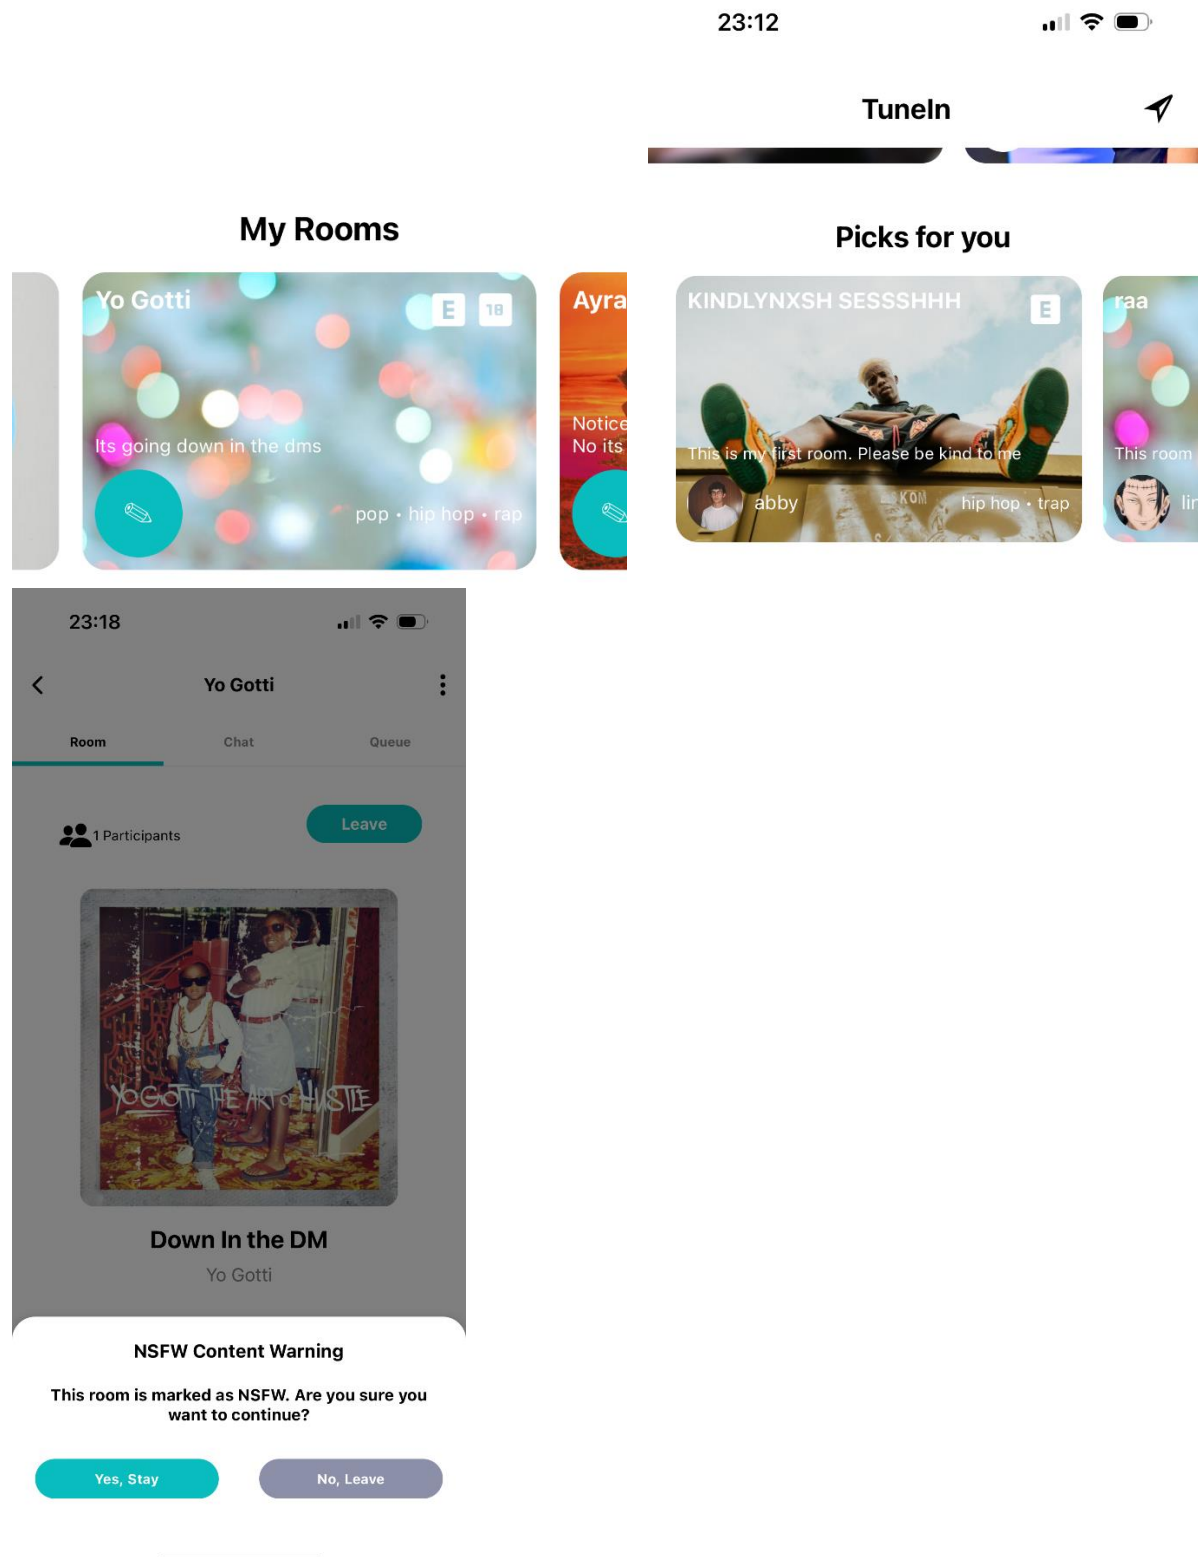 My Rooms
Yo Gotti
E 18
Its going down in the dms
pop • hip hop • rap
Ayra
Notice
No its
23:12
TuneIn
Picks for you
KINDLYNXSH SESSSHHH
E
This is my first room. Please be kind to me
KOM
abby
hip hop • trap
raa
This room
lin
23:18
Yo Gotti
Room Chat Queue
1 Participants
Leave
YO GOTTI THE ART OF HUSTLE
Down In the DM
Yo Gotti
NSFW Content Warning
This room is marked as NSFW. Are you sure you
want to continue?
Yes, Stay
No, Leave